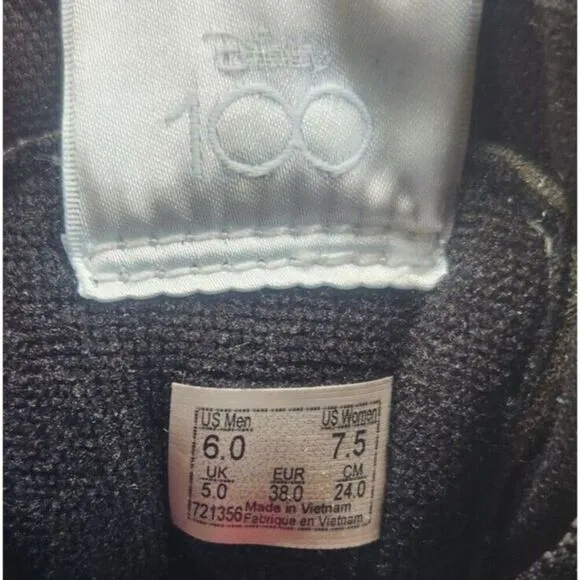 Disney
100
US Men US Women
6.0 7.5
UK EUR CM
5.0 38.0 24.0
721356 Made in Vietnam
Fabrique en Vietnam